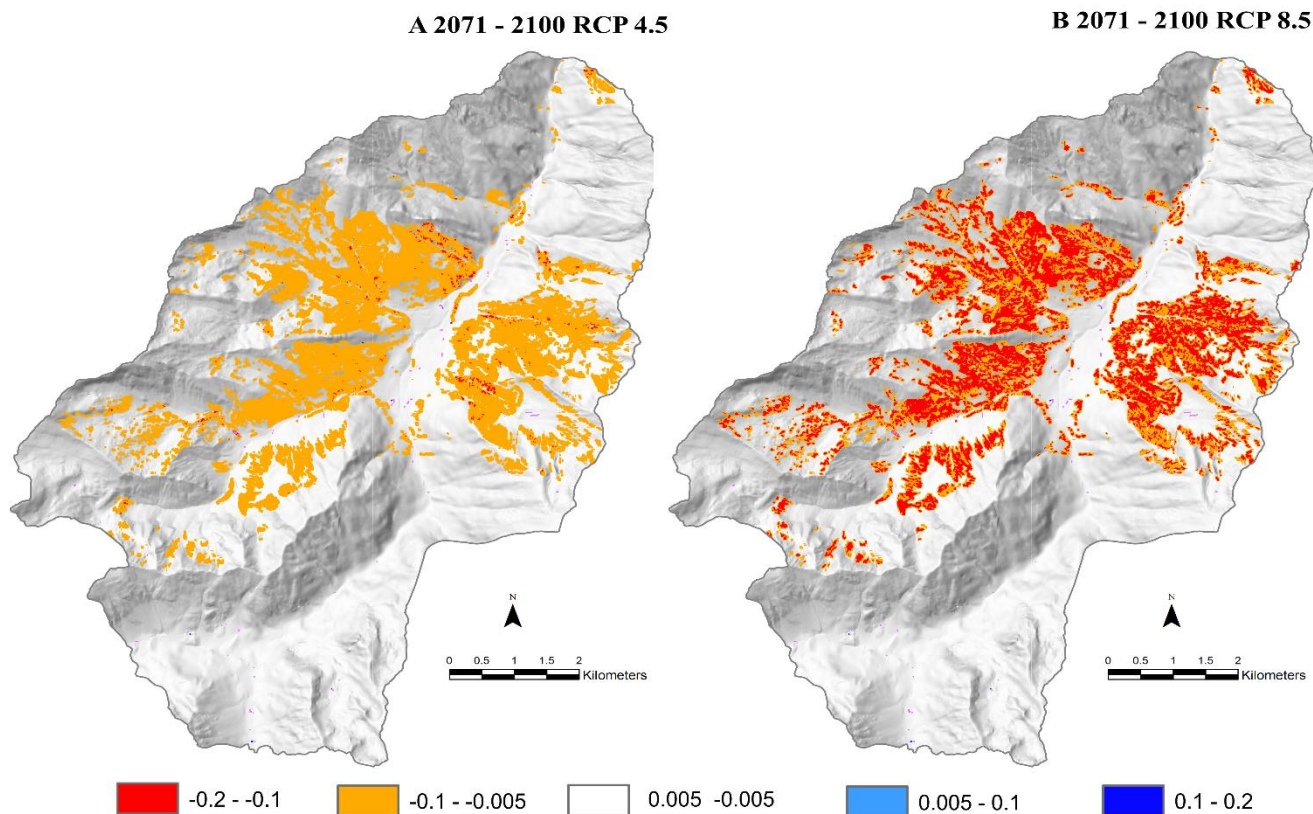 A 2071 - 2100 RCP 4.5
B 2071 - 2100 RCP 8.5
N
0 0.5 1 1.5 2
Kilometers
N
0 0.5 1 1.5 2
Kilometers
-0.2 - -0.1
-0.1 - -0.005
0.005 -0.005
0.005 - 0.1
0.1 - 0.2